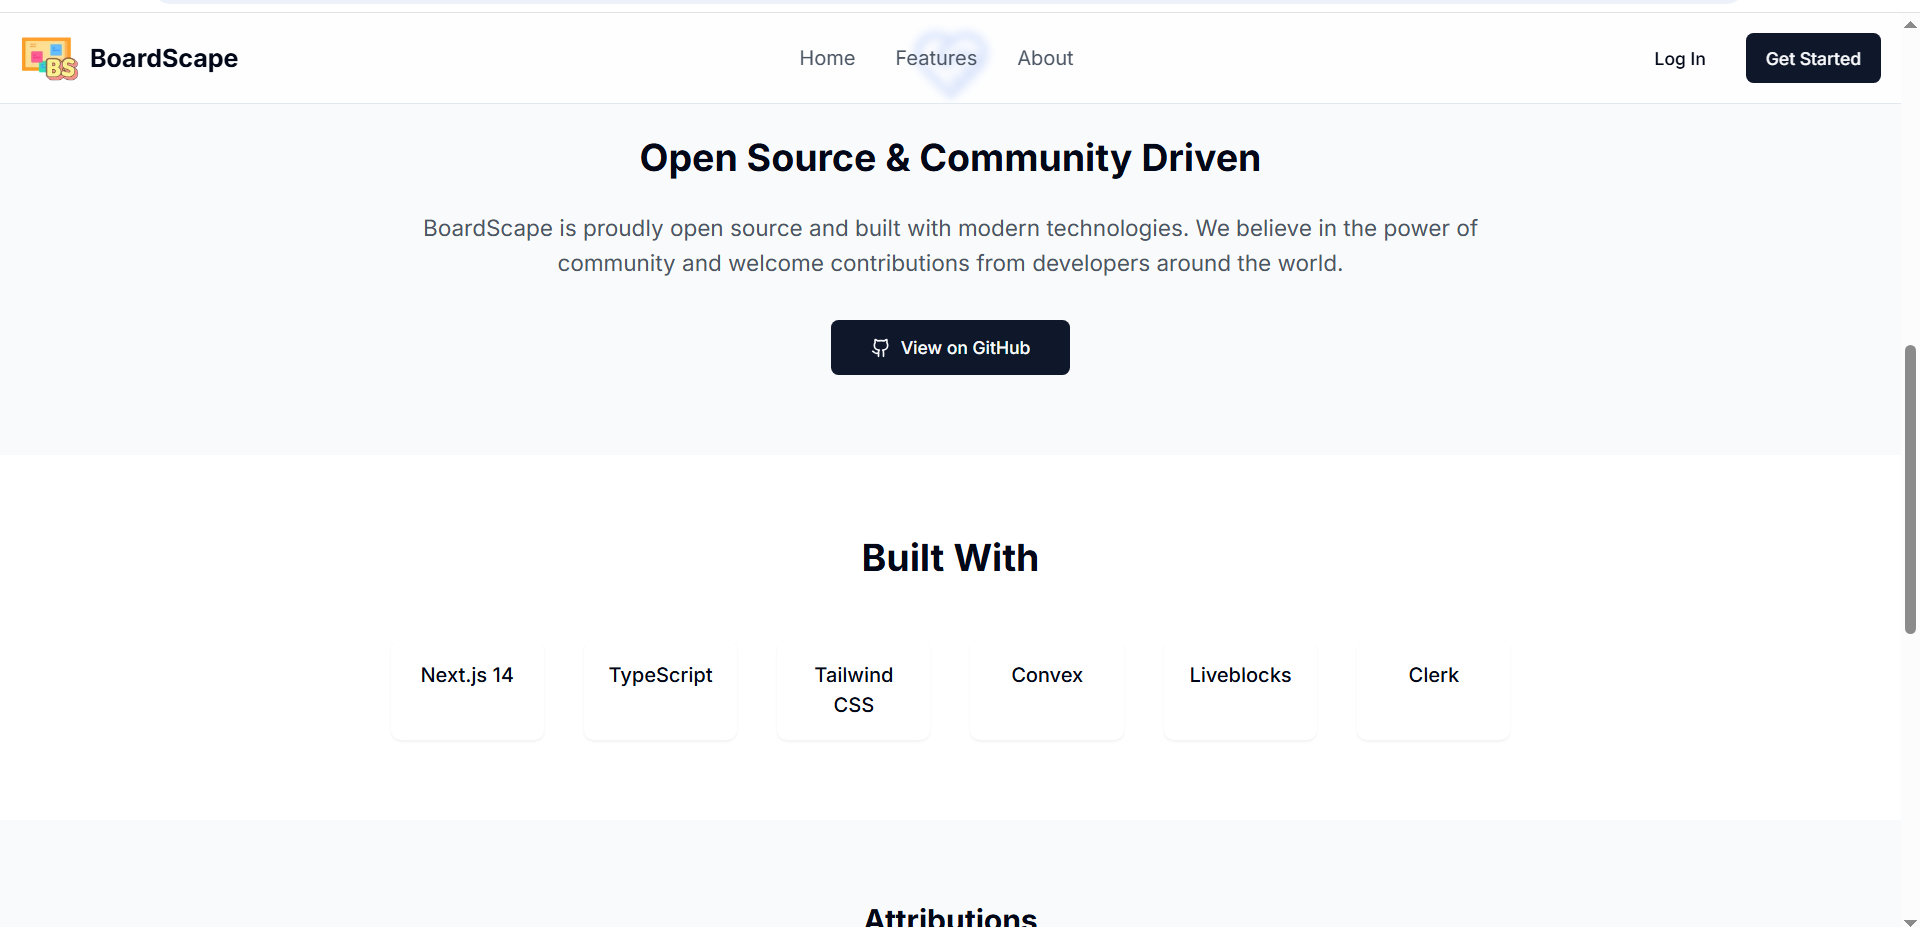 BS
BoardScape
Home
Features
About
Log In
Get Started
Open Source & Community Driven
BoardScape is proudly open source and built with modern technologies. We believe in the power of
community and welcome contributions from developers around the world.
View on GitHub
Built With
Next.js 14
TypeScript
Tailwind
CSS
Convex
Liveblocks
Clerk
Attributions